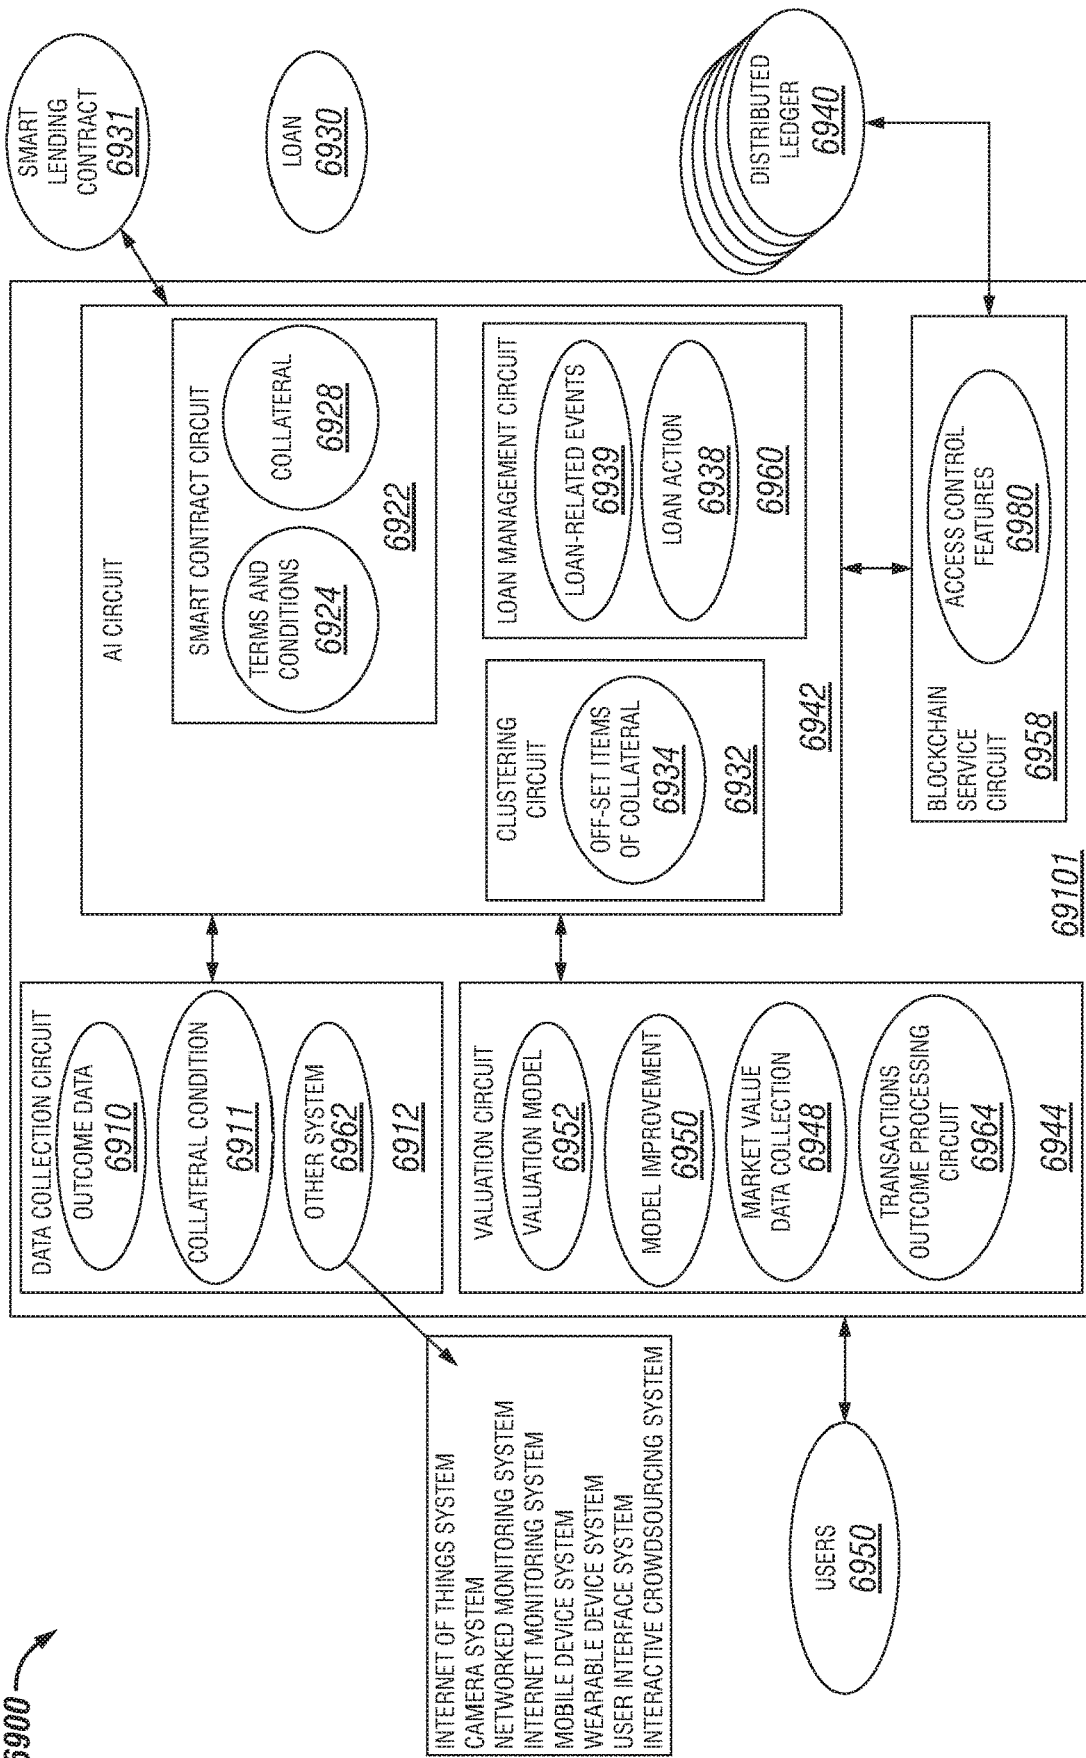 6900
INTERNET OF THINGS SYSTEM
CAMERA SYSTEM
NETWORKED MONITORING SYSTEM
INTERNET MONITORING SYSTEM
MOBILE DEVICE SYSTEM
WEARABLE DEVICE SYSTEM
USER INTERFACE SYSTEM
INTERACTIVE CROWDSOURCING SYSTEM
USERS
6950
DATA COLLECTION CIRCUIT
OUTCOME DATA
6910
COLLATERAL CONDITION
6911
OTHER SYSTEM
6962
6912
VALUATION CIRCUIT
VALUATION MODEL
6952
MODEL IMPROVEMENT
6950
MARKET VALUE
DATA COLLECTION
6948
TRANSACTIONS
OUTCOME PROCESSING
CIRCUIT
6964
6944
AI CIRCUIT
SMART CONTRACT CIRCUIT
TERMS AND
CONDITIONS
6924
COLLATERAL
6928
6922
CLUSTERING
CIRCUIT
OFF-SET ITEMS
OF COLLATERAL
6934
6932
LOAN MANAGEMENT CIRCUIT
LOAN-RELATED EVENTS
6939
LOAN ACTION
6938
6960
6942
BLOCKCHAIN
SERVICE
CIRCUIT
6958
ACCESS CONTROL
FEATURES
6980
69101
SMART
LENDING
CONTRACT
6931
LOAN
6930
DISTRIBUTED
LEDGER
6940